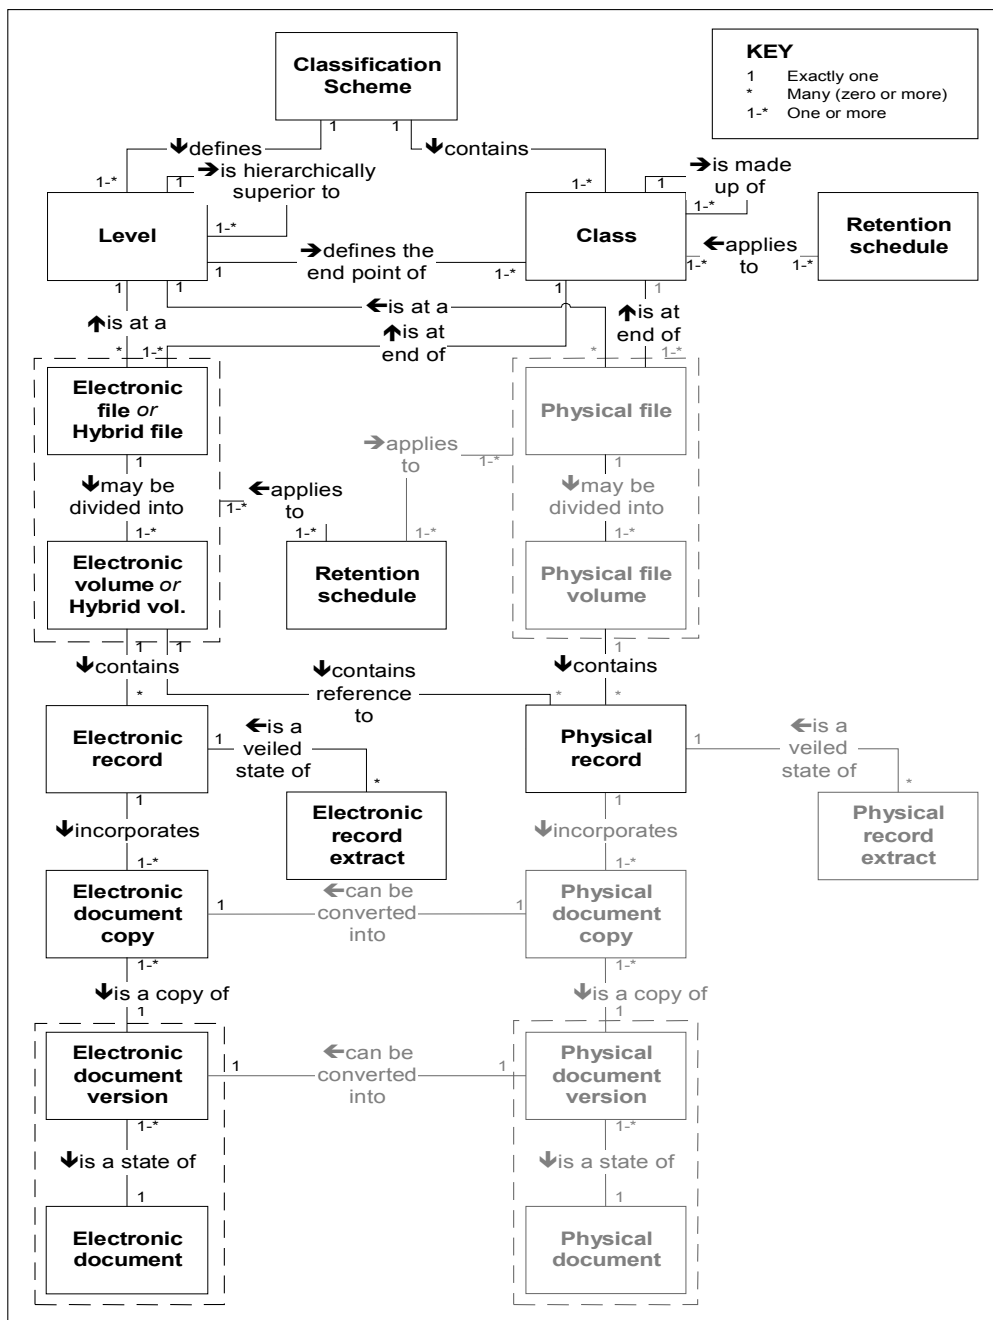 Classification
Scheme
KEY
1 Exactly one
* Many (zero or more)
1-* One or more
1 1
🡻defines
🡻contains
1-* 1
🡺is hierarchically
superior to
1-* 1
🡺is made
up of
Level
1-*
Class
1-*
Retention
schedule
🡺defines the
end point of
1 1-*
🡸applies
to
1-* 1-*
1 1
🡸is at a
1 1
🡹is at a
🡹is at
end of
🡹is at
end of
* 1-*
* 1-*
Electronic
file or
Hybrid file
Physical file
🡺applies
to
1-*
1
🡻may be
divided into
1-*
🡸applies
to
1-*
1-* 1-*
1
🡻may be
divided into
1-*
Electronic
volume or
Hybrid vol.
Retention
schedule
Physical file
volume
1 1
1
🡻contains
🡻contains
reference
to
🡻contains
*
* *
Electronic
record
1
🡸is a
veiled
state of
*
Physical
record
1
🡸is a
veiled
state of
*
Electronic
record
extract
Physical
record
extract
1
🡻incorporates
1-*
1
🡻incorporates
1-*
Electronic
document
copy
1
🡸can be
converted
into
1
Physical
document
copy
1-*
🡻is a copy of
1
1-*
🡻is a copy of
1
Electronic
document
version
1
🡸can be
converted
into
1
Physical
document
version
1-*
🡻is a state of
1
1-*
🡻is a state of
1
Electronic
document
Physical
document